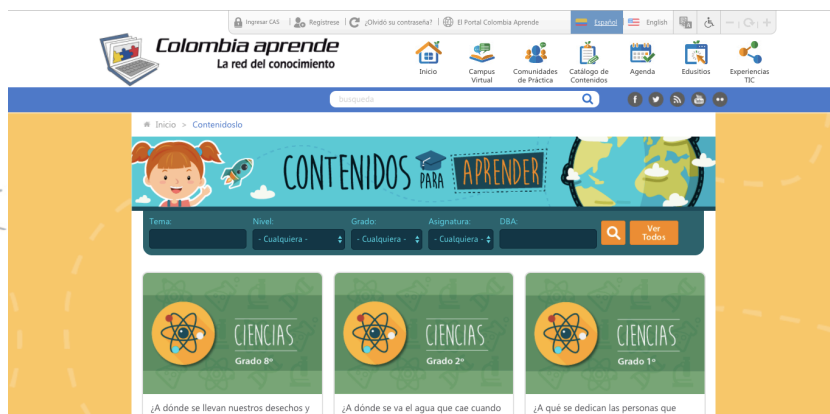 Ingresar CAS | Regístrese | ¿Olvidó su contraseña? | El Portal Colombia Aprende
Español
English
Colombia aprende
La red del conocimiento
Inicio
Campus Virtual
Comunidades de Práctica
Catálogo de Contenidos
Agenda
Edusitios
Experiencias TIC
busqueda
Inicio > Contenidoslo
CONTENIDOS PARA APRENDER
Tema: Nivel: Grado: Asignatura: DBA:
- Cualquiera - - Cualquiera - - Cualquiera -
Ver Todos
CIENCIAS
Grado 8º
CIENCIAS
Grado 2º
CIENCIAS
Grado 1º
¿A dónde se llevan nuestros desechos y
¿A dónde se va el agua que cae cuando
¿A qué se dedican las personas que